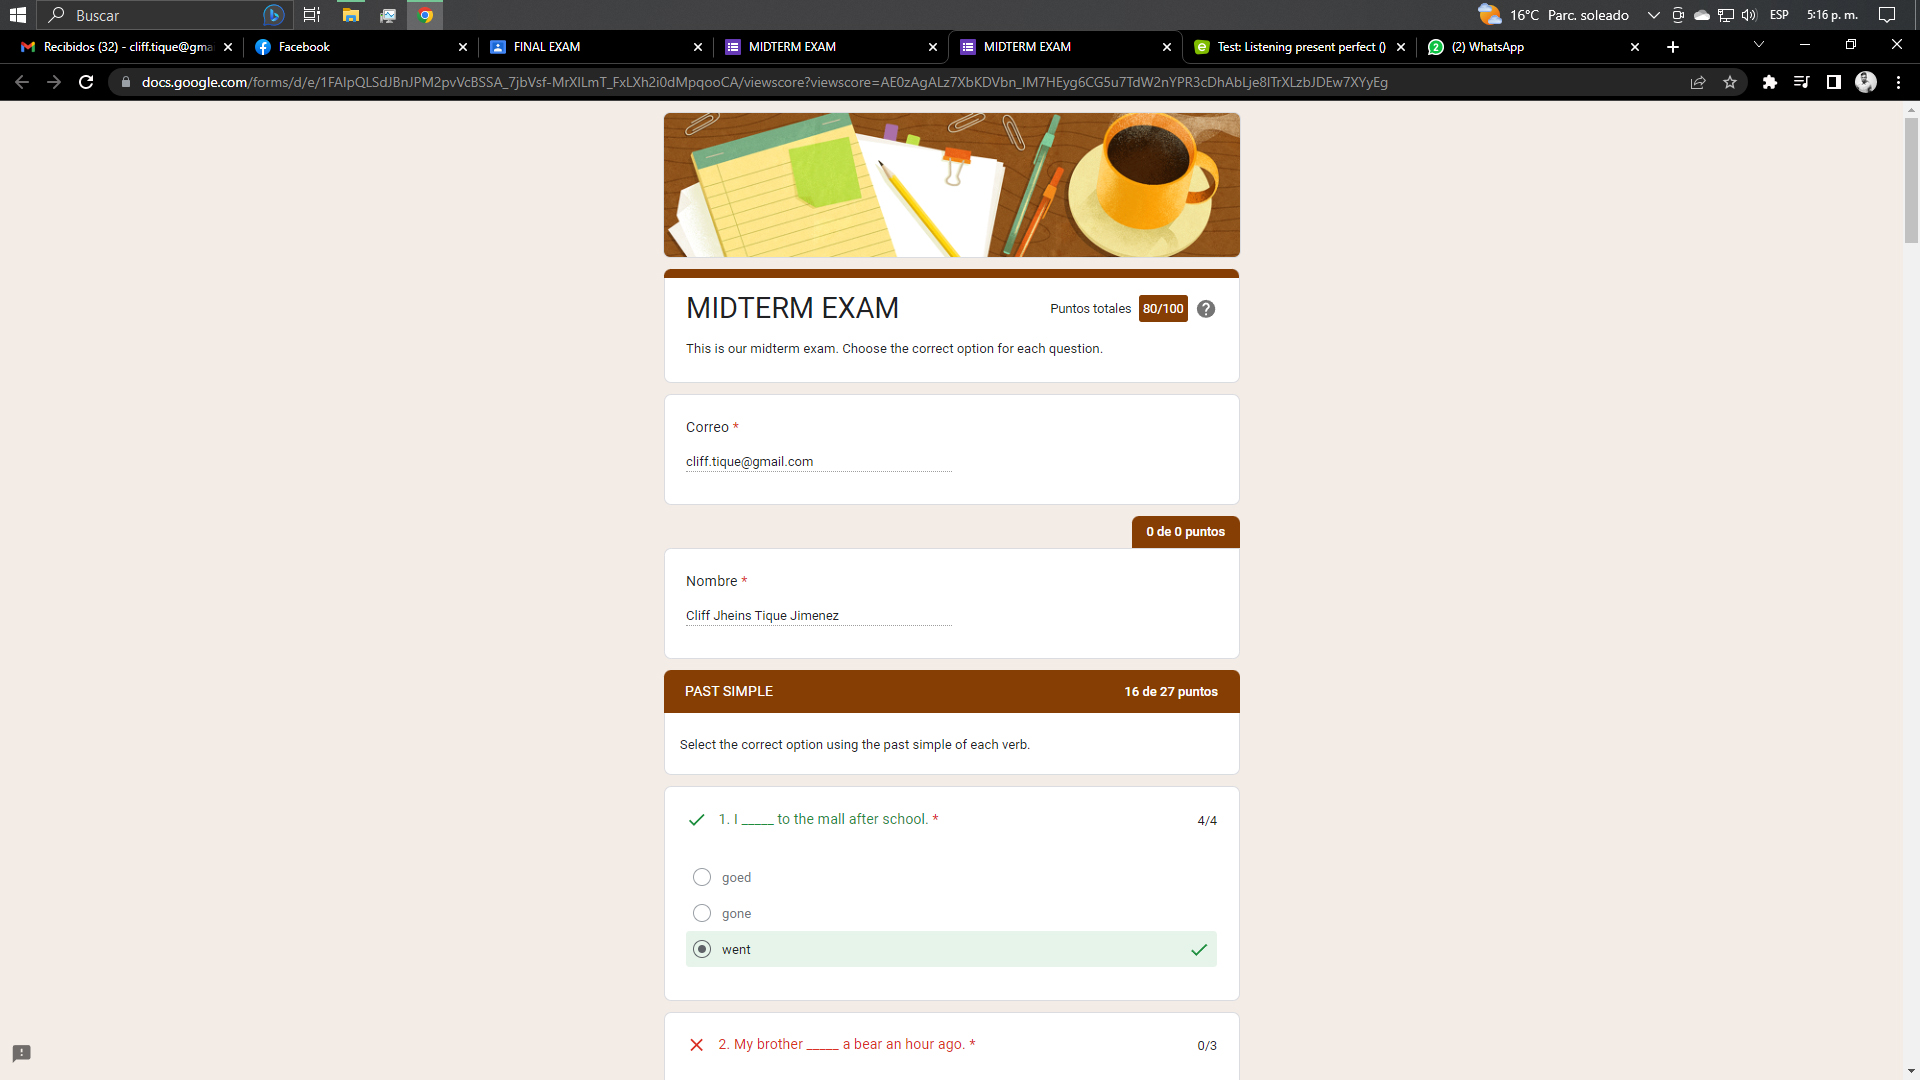 Buscar
16°C Parc. soleado
ESP
5:16 p. m.
Recibidos (32) - cliff.tique@gma
Facebook
FINAL EXAM
MIDTERM EXAM
MIDTERM EXAM
Test: Listening present perfect ()
(2) WhatsApp
docs.google.com/forms/d/e/1FAIpQLSdJBnJPM2pvVcBSSA_7jbVsf-MrXILmT_FxLXh2i0dMpqooCA/viewscore?viewscore=AE0zAgALz7XbKDVbn_IM7HEyg6CG5u7TdW2nYPR3cDhAbLje8ITrXLzbJDEw7XYyEg
MIDTERM EXAM
Puntos totales 80/100
This is our midterm exam. Choose the correct option for each question.
Correo *
cliff.tique@gmail.com
0 de 0 puntos
Nombre *
Cliff Jheins Tique Jimenez
PAST SIMPLE
16 de 27 puntos
Select the correct option using the past simple of each verb.
1. I _____ to the mall after school. *
4/4
goed
gone
went
2. My brother _____ a bear an hour ago. *
0/3